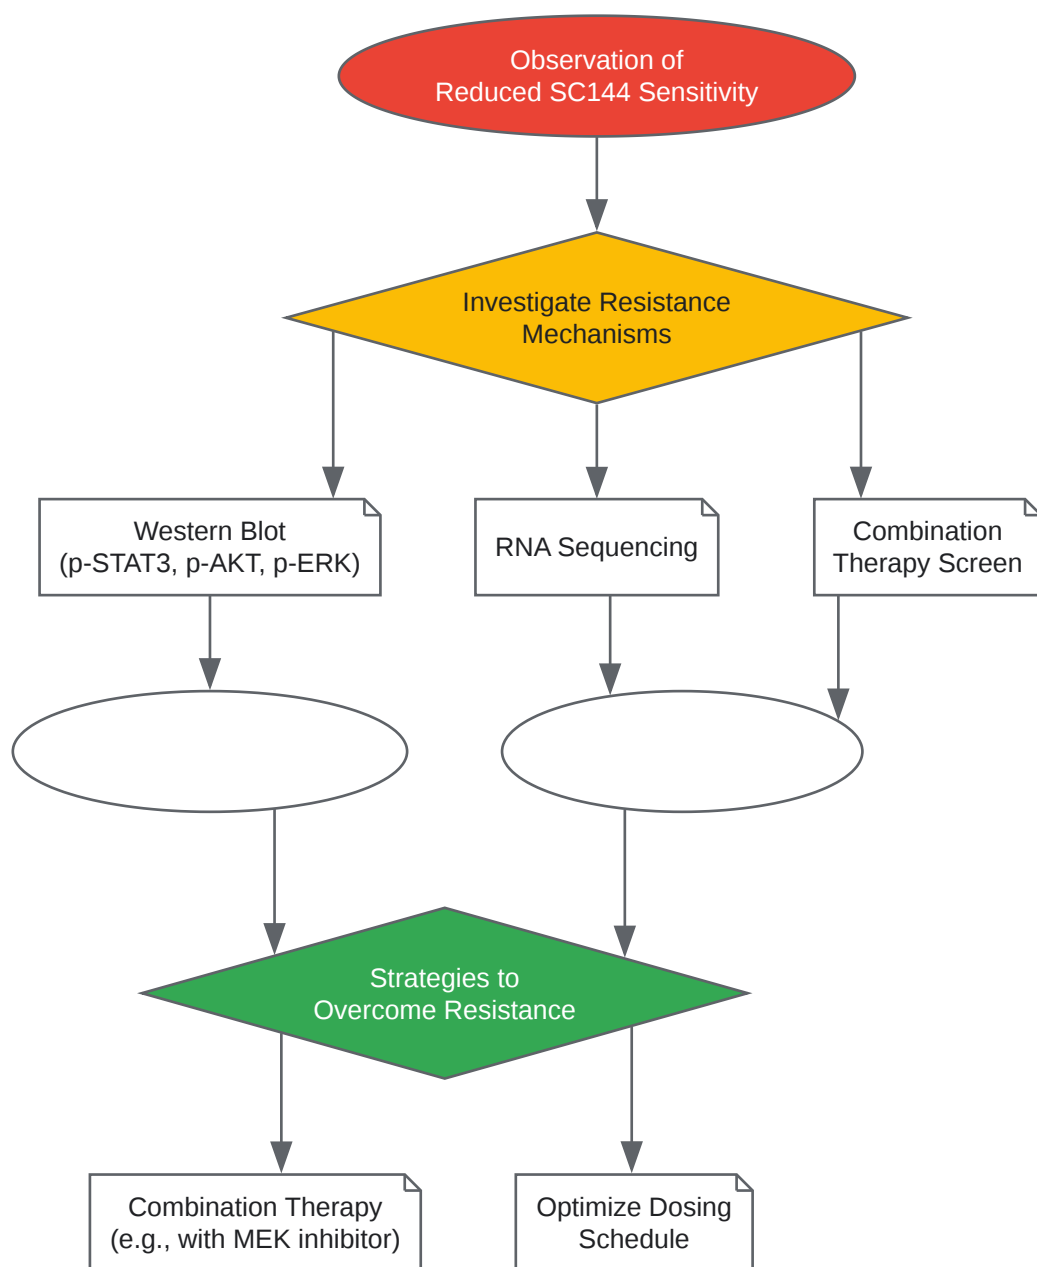 Observation of
Reduced SC144 Sensitivity
Investigate Resistance
Mechanisms
Western Blot
(p-STAT3, p-AKT, p-ERK)
RNA Sequencing
Combination
Therapy Screen
Strategies to
Overcome Resistance
Combination Therapy
(e.g., with MEK inhibitor)
Optimize Dosing
Schedule